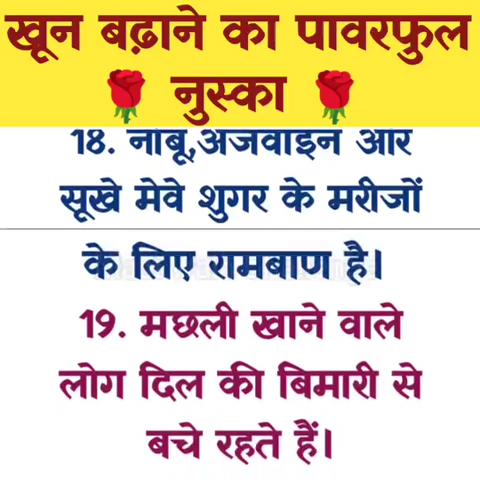 खून बढ़ाने का पावरफुल
🌹 नुस्का 🌹
18. नीबू,अजवाइन और
सूखे मेवे शुगर के मरीजों
के लिए रामबाण है।
19. मछली खाने वाले
लोग दिल की बिमारी से
बचे रहते हैं।